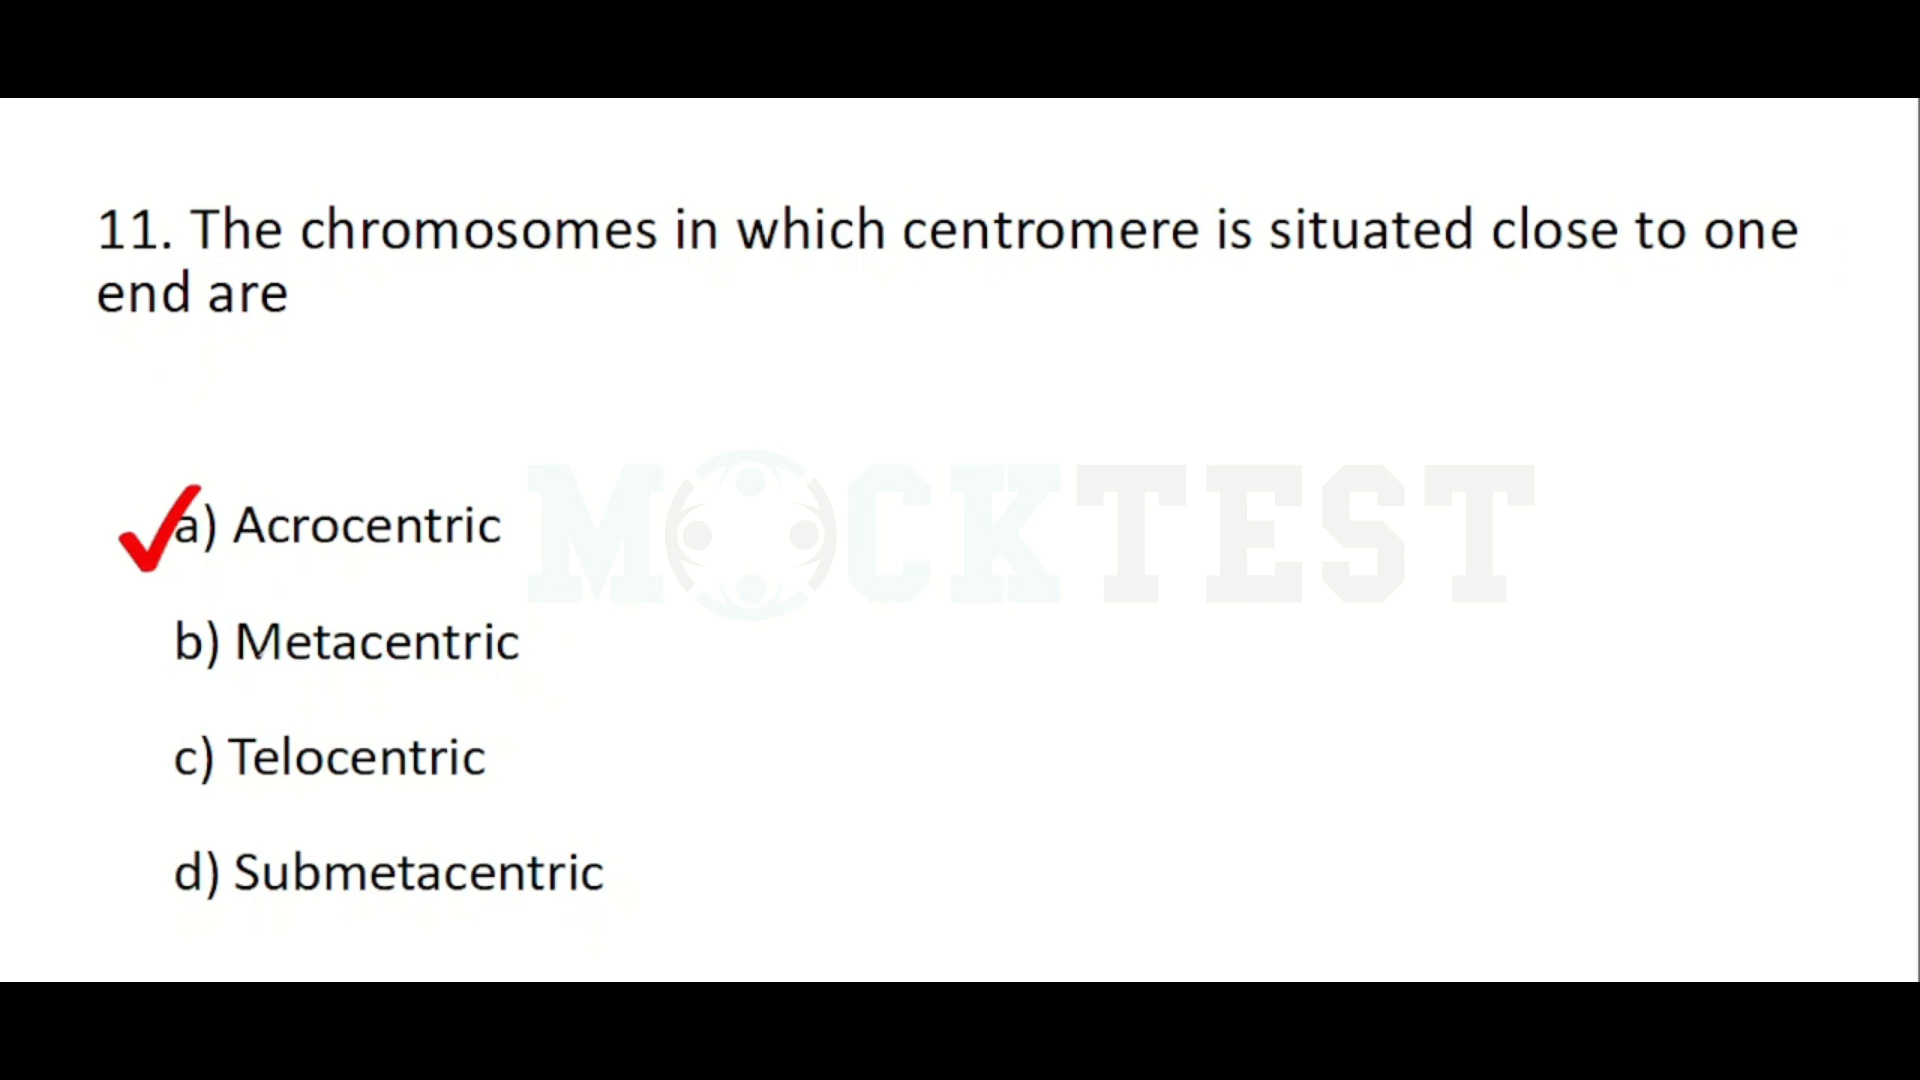 11. The chromosomes in which centromere is situated close to one
end are
a) Acrocentric
MOCKTEST
b) Metacentric
c) Telocentric
d) Submetacentric